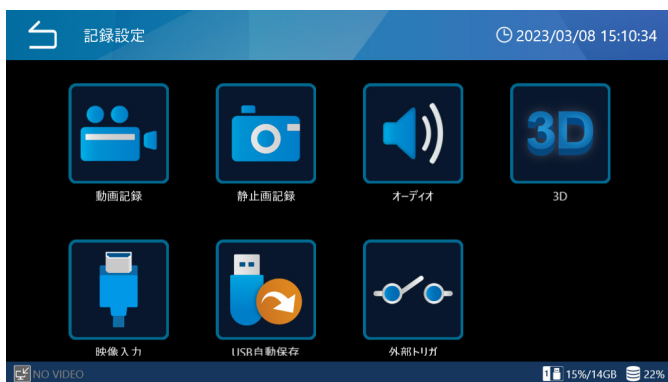 記録設定
2023/03/08 15:10:34
3D
動画記録
静止画記録
オーディオ
3D
映像入力
USB自動保存
外部トリガ
NO VIDEO
1 15%/14GB 22%